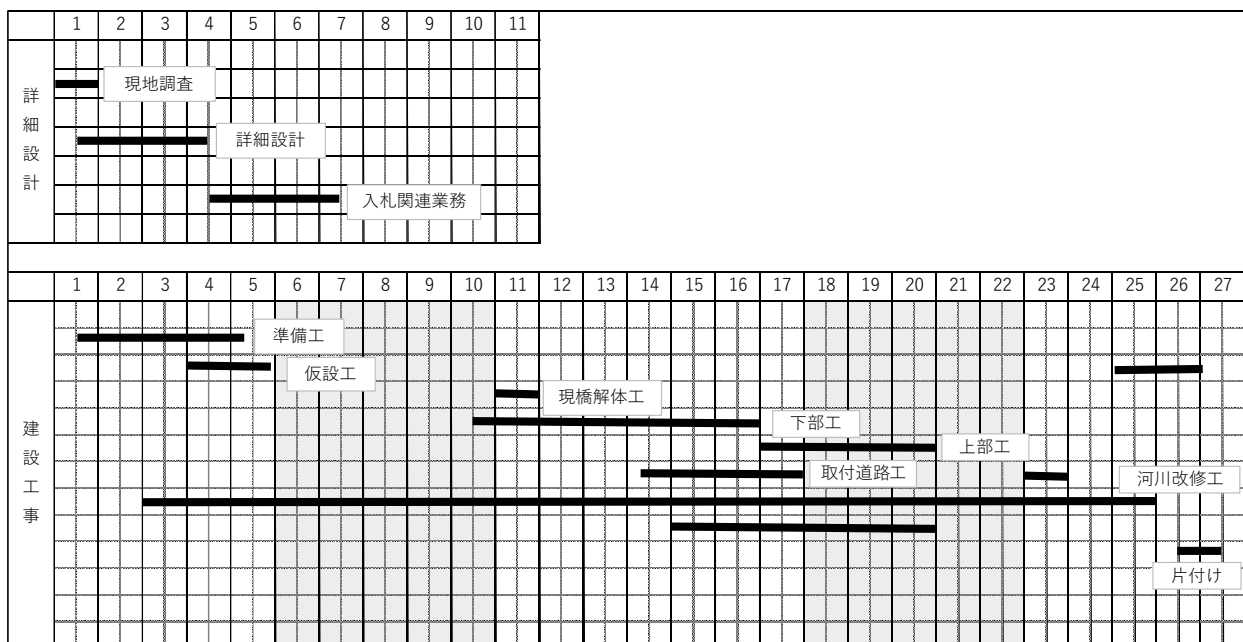 1 2 3 4 5 6 7 8 9 10 11
詳細設計
現地調査
詳細設計
入札関連業務
1 2 3 4 5 6 7 8 9 10 11 12 13 14 15 16 17 18 19 20 21 22 23 24 25 26 27
建設工事
準備工
仮設工
現橋解体工
下部工
上部工
取付道路工
河川改修工
片付け